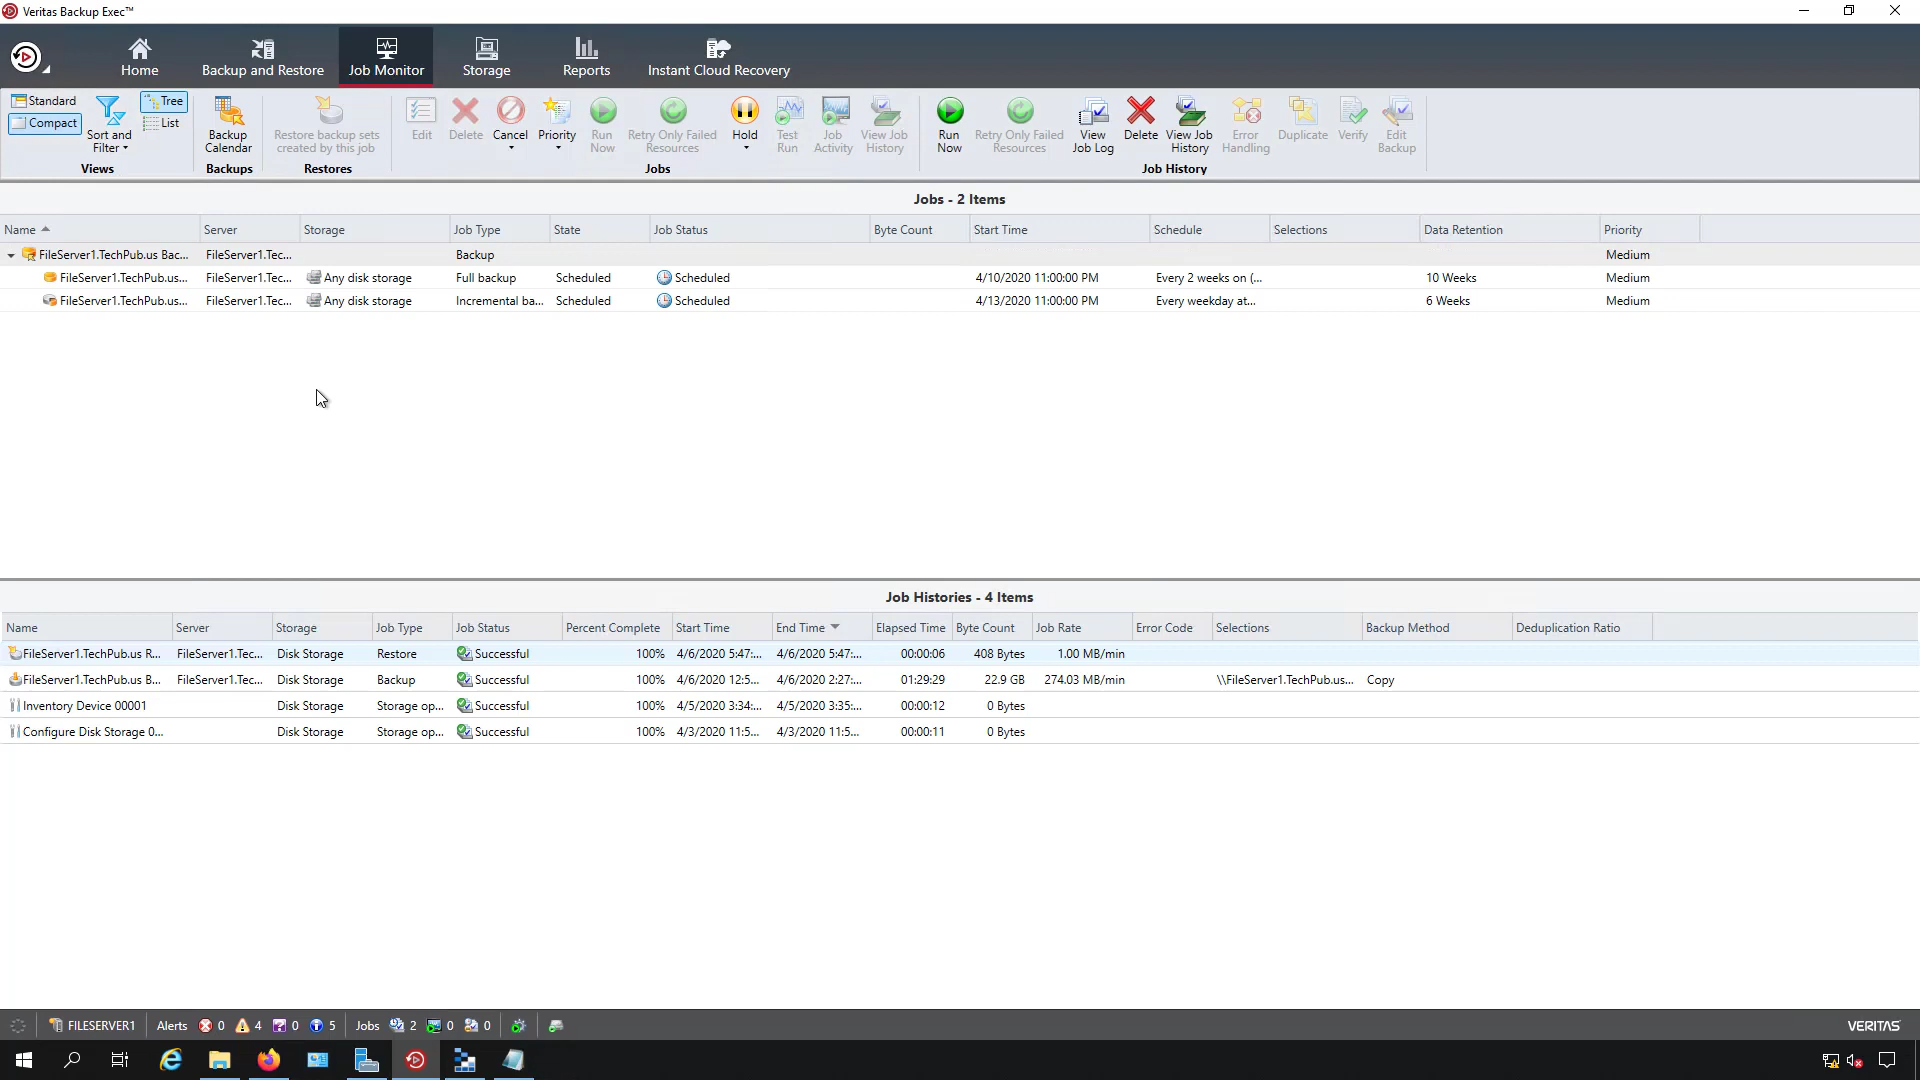 Veritas Backup Exec™
Home
Backup and Restore
Job Monitor
Storage
Reports
Instant Cloud Recovery
Standard
Compact
Sort and Filter
Tree
List
Views
Backup Calendar
Backups
Restore backup sets created by this job
Restores
Edit
Delete
Cancel
Priority
Run Now
Retry Only Failed Resources
Hold
Test Run
Job Activity
View Job History
Jobs
Run Now
Retry Only Failed Resources
View Job Log
Delete
View Job History
Error Handling
Duplicate
Verify
Edit Backup
Job History
Jobs - 2 Items
Name Server Storage Job Type State Job Status Byte Count Start Time Schedule Selections Data Retention Priority
FileServer1.TechPub.us Bac... FileServer1.Tec... Backup Medium
FileServer1.TechPub.us... FileServer1.Tec... Any disk storage Full backup Scheduled Scheduled 4/10/2020 11:00:00 PM Every 2 weeks on (... 10 Weeks Medium
FileServer1.TechPub.us... FileServer1.Tec... Any disk storage Incremental ba... Scheduled Scheduled 4/13/2020 11:00:00 PM Every weekday at... 6 Weeks Medium
Job Histories - 4 Items
Name Server Storage Job Type Job Status Percent Complete Start Time End Time Elapsed Time Byte Count Job Rate Error Code Selections Backup Method Deduplication Ratio
FileServer1.TechPub.us R... FileServer1.Tec... Disk Storage Restore Successful 100% 4/6/2020 5:47:... 4/6/2020 5:47:... 00:00:06 408 Bytes 1.00 MB/min
FileServer1.TechPub.us B... FileServer1.Tec... Disk Storage Backup Successful 100% 4/6/2020 12:5... 4/6/2020 2:27:... 01:29:29 22.9 GB 274.03 MB/min \\FileServer1.TechPub.us... Copy
Inventory Device 00001 Disk Storage Storage op... Successful 100% 4/5/2020 3:34:... 4/5/2020 3:35:... 00:00:12 0 Bytes
Configure Disk Storage 0... Disk Storage Storage op... Successful 100% 4/3/2020 11:5... 4/3/2020 11:5... 00:00:11 0 Bytes
FILESERVER1 Alerts 0 4 0 5 Jobs 2 0 0 VERITAS